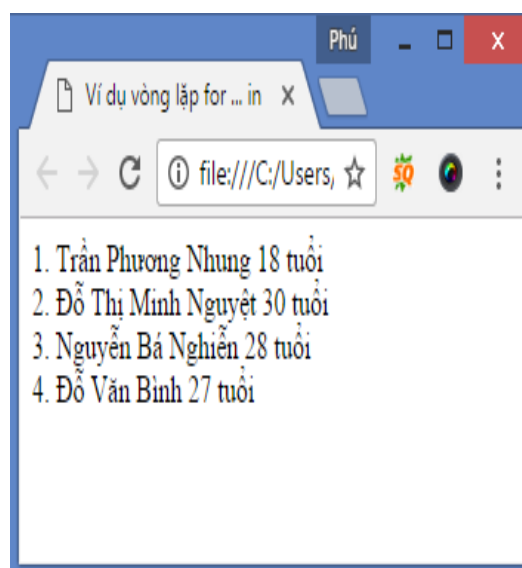 Phú
Ví dụ vòng lặp for ... in
file:///C:/Users,
SQ
1. Trần Phương Nhung 18 tuổi
2. Đỗ Thị Minh Nguyệt 30 tuổi
3. Nguyễn Bá Nghiễn 28 tuổi
4. Đỗ Văn Bình 27 tuổi